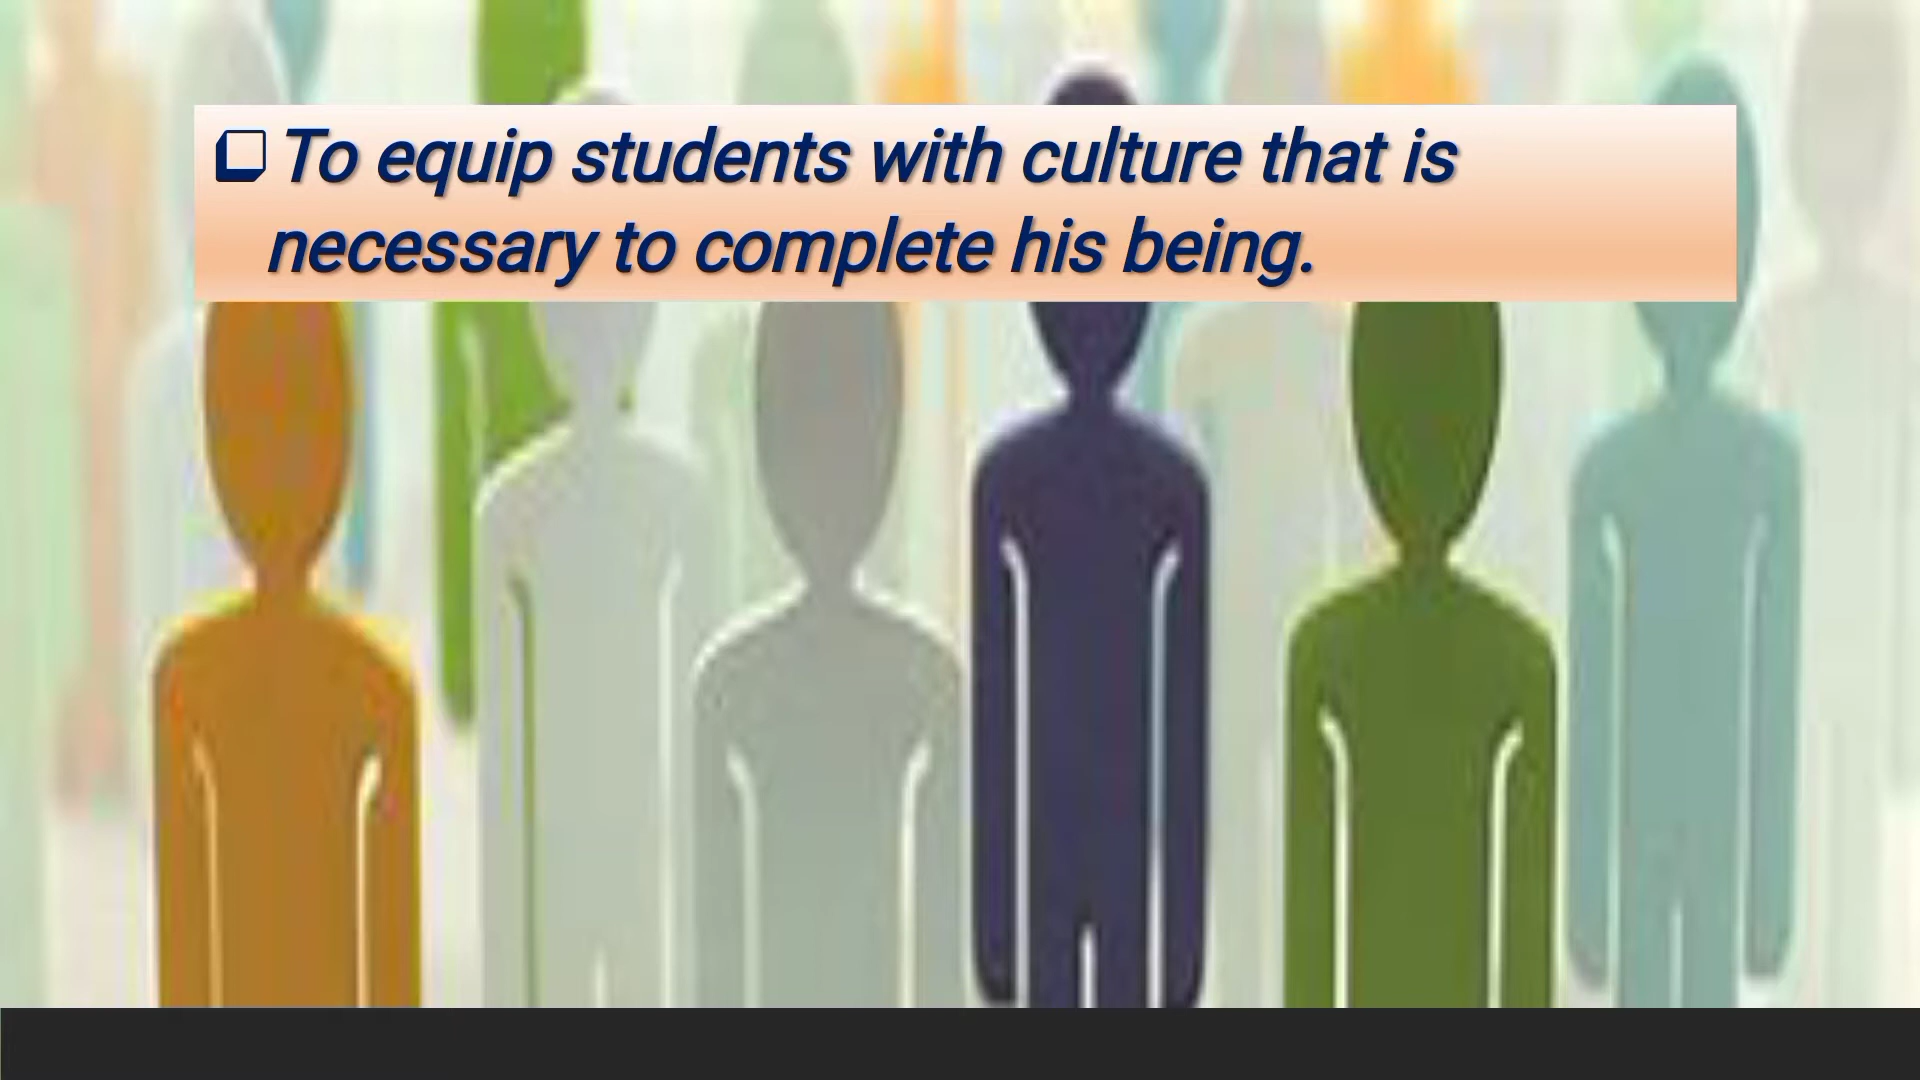 ❑ To equip students with culture that is
necessary to complete his being.